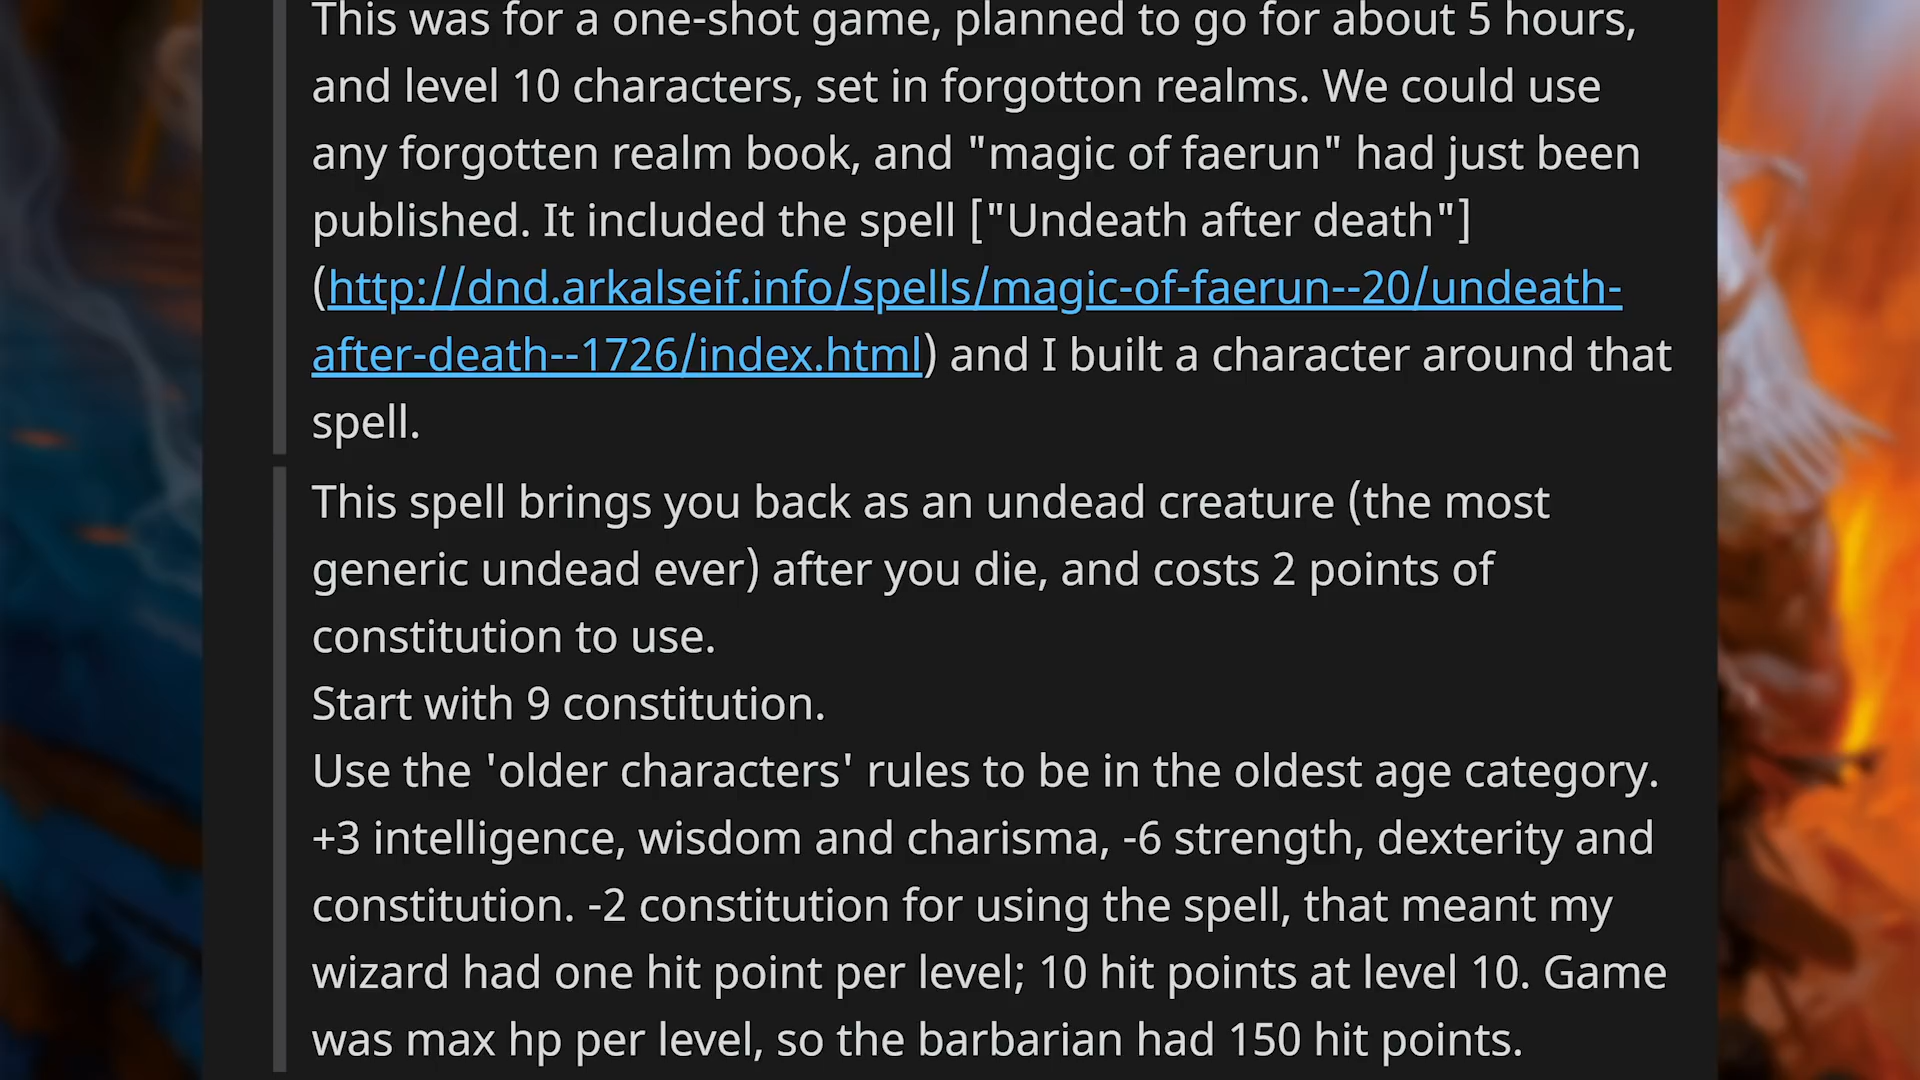 This was for a one-shot game, planned to go for about 5 hours,
and level 10 characters, set in forgotton realms. We could use
any forgotten realm book, and "magic of faerun" had just been
published. It included the spell ["Undeath after death"]
(http://dnd.arkalseif.info/spells/magic-of-faerun--20/undeath-
after-death--1726/index.html) and I built a character around that
spell.
This spell brings you back as an undead creature (the most
generic undead ever) after you die, and costs 2 points of
constitution to use.
Start with 9 constitution.
Use the 'older characters' rules to be in the oldest age category.
+3 intelligence, wisdom and charisma, -6 strength, dexterity and
constitution. -2 constitution for using the spell, that meant my
wizard had one hit point per level; 10 hit points at level 10. Game
was max hp per level, so the barbarian had 150 hit points.